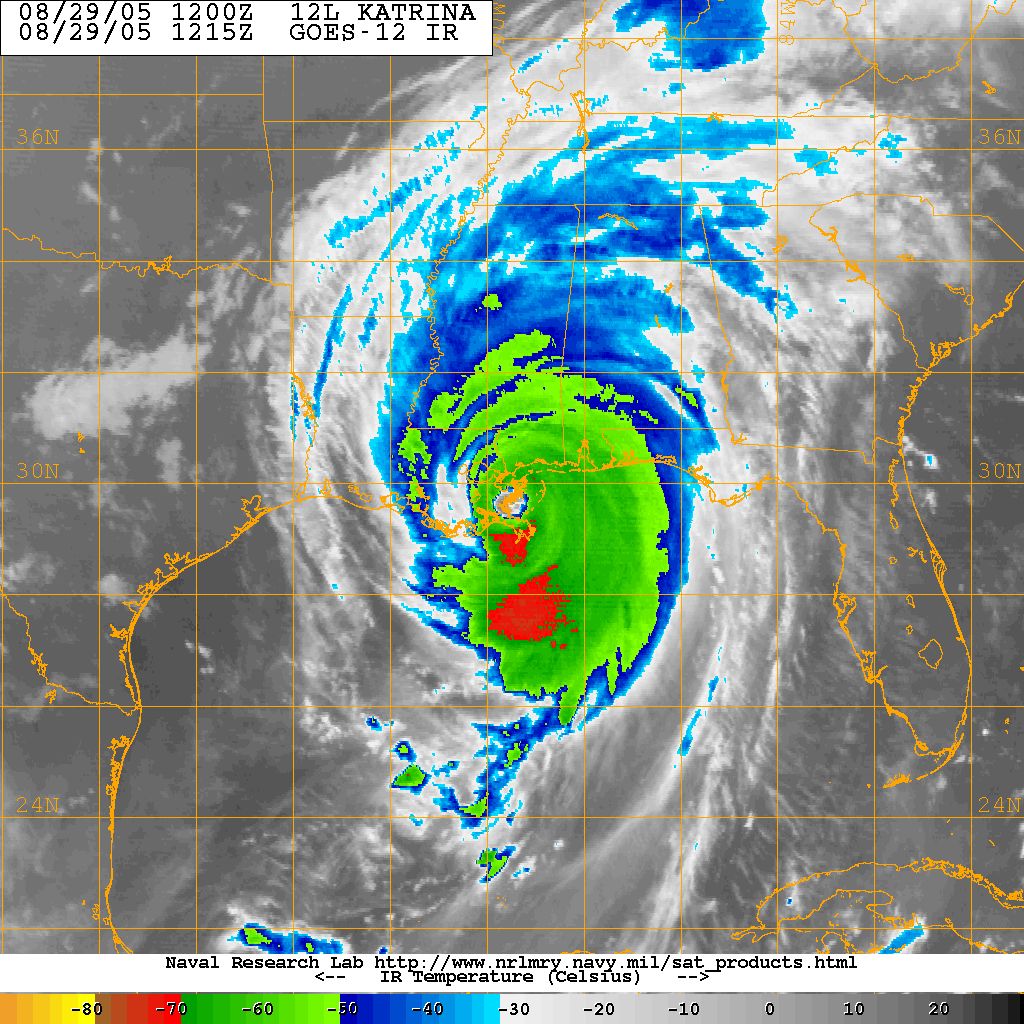 08/29/05 1200Z 12L KATRINA
08/29/05 1215Z GOES-12 IR
84W
36N 36N
30N 30N
24N 24N
Naval Research Lab http://www.nrlmry.navy.mil/sat_products.html
<-- IR Temperature (Celsius) -->
-80 -70 -60 -50 -40 -30 -20 -10 0 10 20